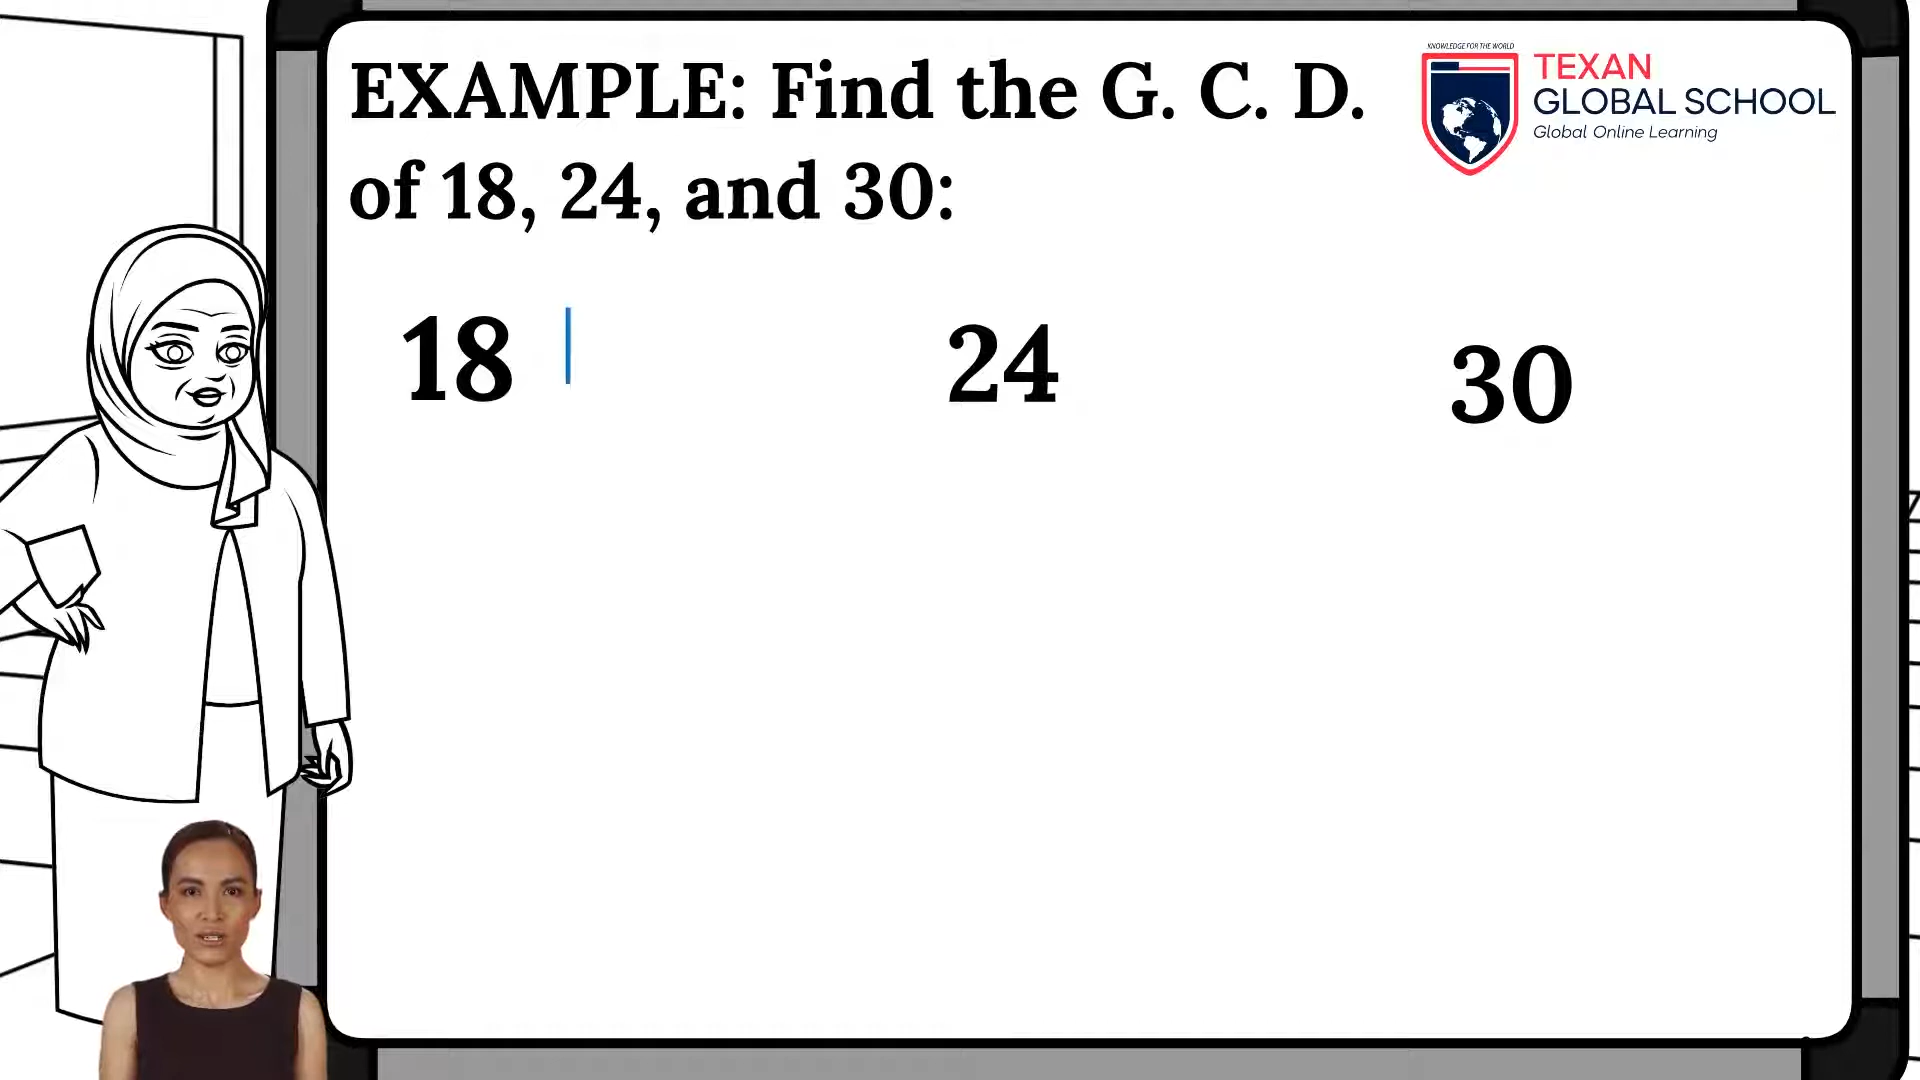 EXAMPLE: Find the G. C. D.
of 18, 24, and 30:
KNOWLEDGE FOR THE WORLD
TEXAN
GLOBAL SCHOOL
Global Online Learning
18
24
30